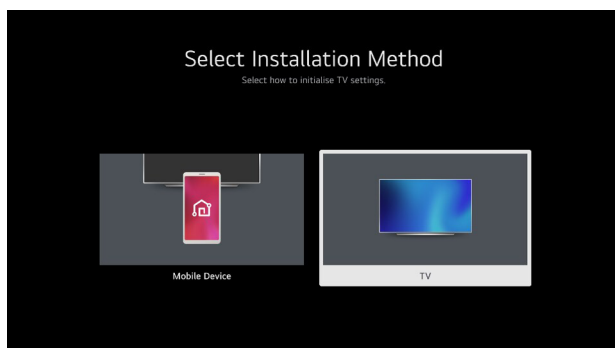 Select Installation Method
Select how to initialise TV settings.
Mobile Device
TV